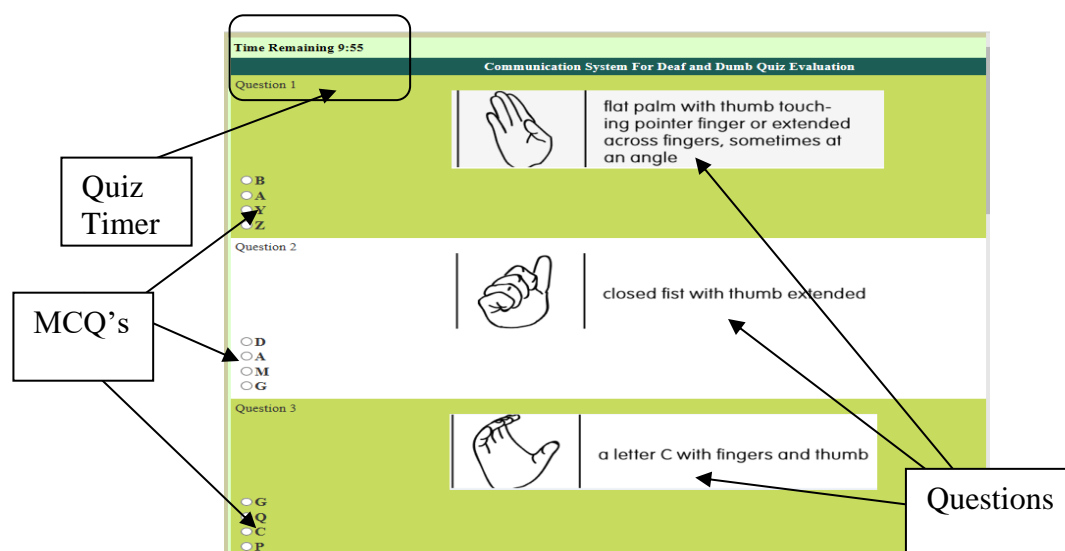 Time Remaining 9:55
Communication System For Deaf and Dumb Quiz Evaluation
Question 1
flat palm with thumb touch-
ing pointer finger or extended
across fingers, sometimes at
an angle
B
A
Y
Z
Quiz
Timer
Question 2
closed fist with thumb extended
MCQ’s
D
A
M
G
Question 3
a letter C with fingers and thumb
Questions
G
Q
C
P